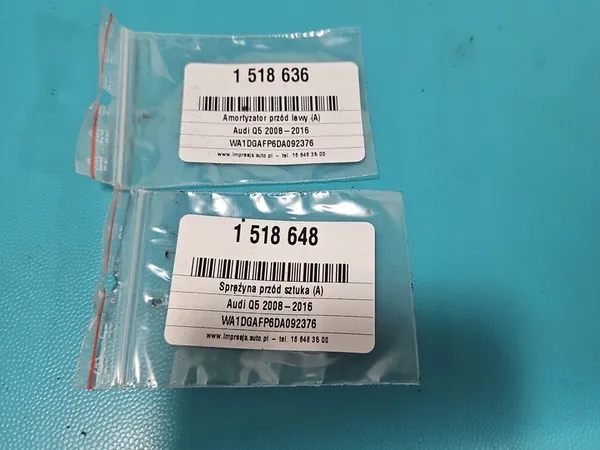 1 518 636
Amortyzator przód lewy (A)
Audi Q5 2008-2016
WA1DGAFP6DA092376
www.impresja.auto.pl - tel. 16 648 35 00
1 518 648
Sprężyna przód sztuka (A)
Audi Q5 2008-2016
WA1DGAFP6DA092376
www.impresja.auto.pl - tel. 16 648 35 00